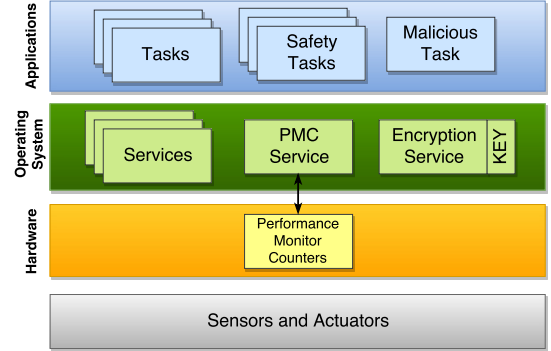 Applications
Tasks
Safety
Tasks
Malicious
Task
Operating
System
Services
PMC
Service
Encryption
Service
KEY
Hardware
Performance
Monitor
Counters
Sensors and Actuators